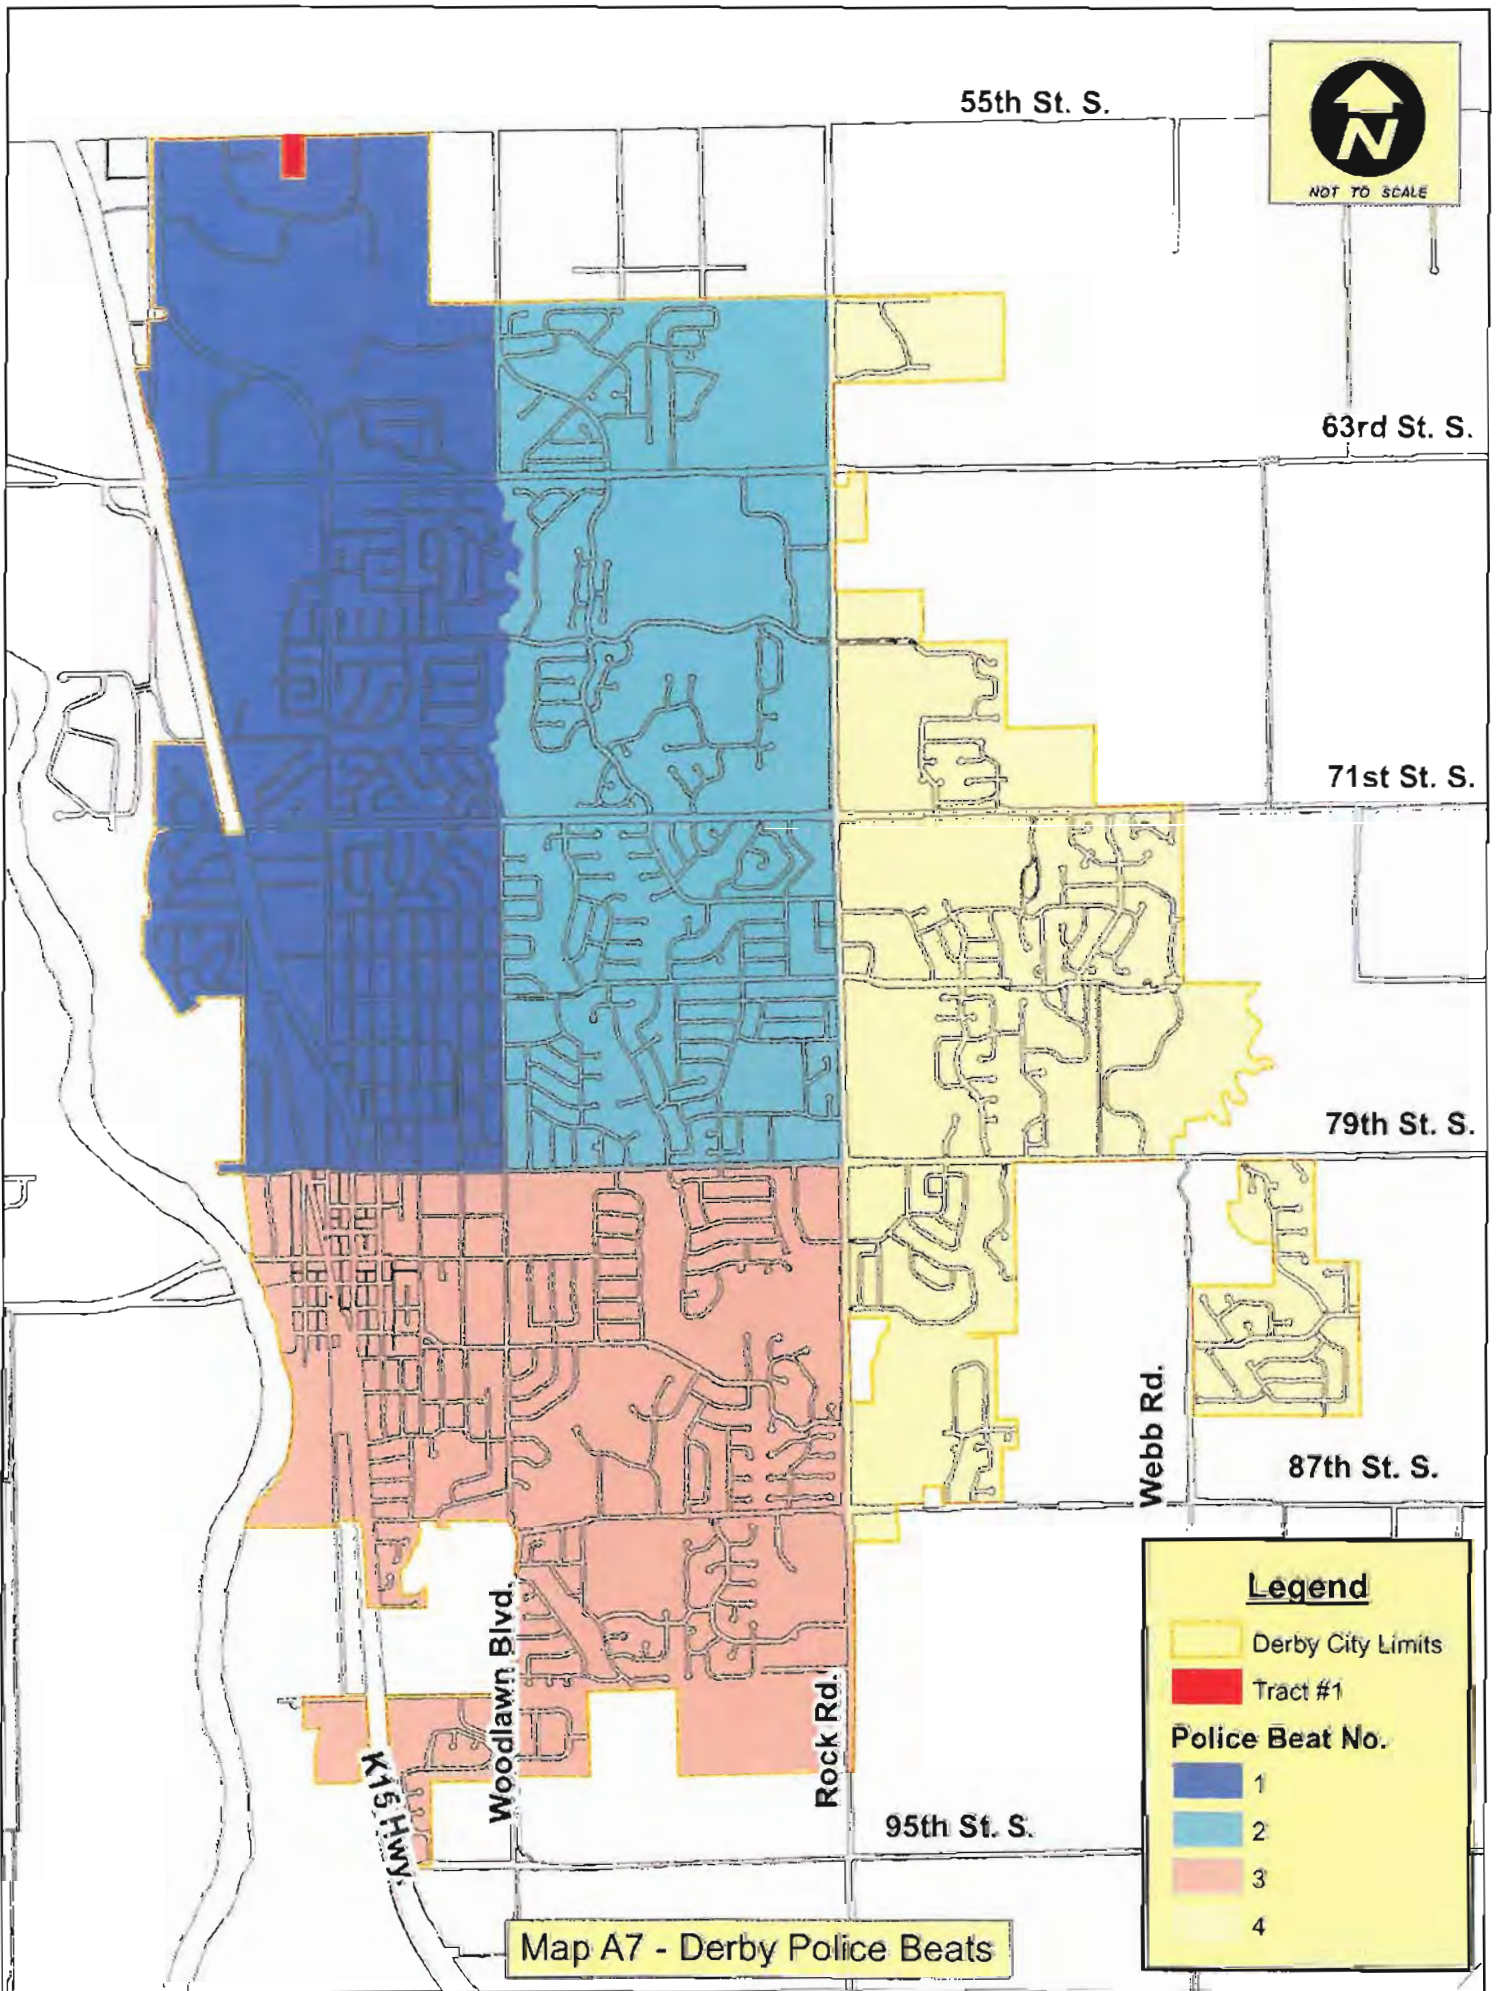 55th St. S.
N
NOT TO SCALE
63rd St. S.
71st St. S.
79th St. S.
Webb Rd.
87th St. S.
Woodlawn Blvd.
Rock Rd.
K15 Hwy.
95th St. S.
Legend
Derby City Limits
Tract #1
Police Beat No.
1
2
3
4
Map A7 - Derby Police Beats